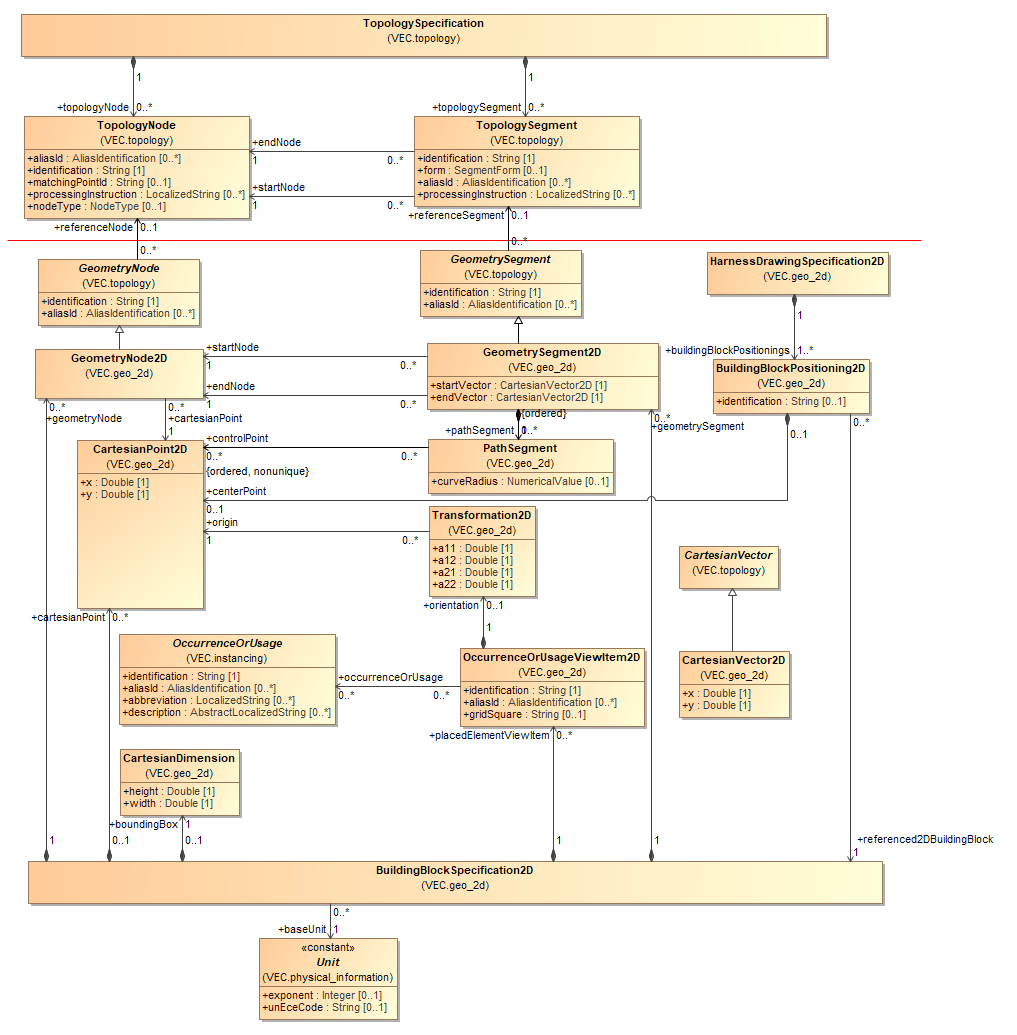 TopologySpecification
(VEC.topology)
1
1
+topologyNode
0..*
+topologySegment
0..*
TopologyNode
(VEC.topology)
+aliasId : AliasIdentification [0..*]
+identification : String [1]
+matchingPointId : String [0..1]
+processingInstruction : LocalizedString [0..*]
+nodeType : NodeType [0..1]
+endNode
1
0..*
+startNode
1
0..*
TopologySegment
(VEC.topology)
+identification : String [1]
+form : SegmentForm [0..1]
+aliasId : AliasIdentification [0..*]
+processingInstruction : LocalizedString [0..*]
+referenceNode
0..1
0..*
+referenceSegment
0..1
0..*
GeometryNode
(VEC.topology)
+identification : String [1]
+aliasId : AliasIdentification [0..*]
GeometrySegment
(VEC.topology)
+identification : String [1]
+aliasId : AliasIdentification [0..*]
HarnessDrawingSpecification2D
(VEC.geo_2d)
1
+buildingBlockPositionings
1..*
GeometryNode2D
(VEC.geo_2d)
+startNode
1
0..*
+endNode
1
0..*
GeometrySegment2D
(VEC.geo_2d)
+startVector : CartesianVector2D [1]
+endVector : CartesianVector2D [1]
BuildingBlockPositioning2D
(VEC.geo_2d)
+identification : String [0..1]
0..*
+geometryNode
0..*
+cartesianPoint
1
{ordered}
+pathSegment
1..*
0..*
+geometrySegment
0..1
0..*
CartesianPoint2D
(VEC.geo_2d)
+x : Double [1]
+y : Double [1]
+controlPoint
0..*
0..*
{ordered, nonunique}
PathSegment
(VEC.geo_2d)
+curveRadius : NumericalValue [0..1]
+centerPoint
0..1
+origin
1
0..*
Transformation2D
(VEC.geo_2d)
+a11 : Double [1]
+a12 : Double [1]
+a21 : Double [1]
+a22 : Double [1]
CartesianVector
(VEC.topology)
+cartesianPoint
0..*
+orientation
0..1
1
OccurrenceOrUsage
(VEC.instancing)
+identification : String [1]
+aliasId : AliasIdentification [0..*]
+abbreviation : LocalizedString [0..*]
+description : AbstractLocalizedString [0..*]
+occurrenceOrUsage
0..*
0..*
OccurrenceOrUsageViewItem2D
(VEC.geo_2d)
+identification : String [1]
+aliasId : AliasIdentification [0..*]
+gridSquare : String [0..1]
CartesianVector2D
(VEC.geo_2d)
+x : Double [1]
+y : Double [1]
+placedElementViewItem
0..*
CartesianDimension
(VEC.geo_2d)
+height : Double [1]
+width : Double [1]
+boundingBox
1
1
0..1
0..1
1
1
+referenced2DBuildingBlock
1
BuildingBlockSpecification2D
(VEC.geo_2d)
0..*
+baseUnit
1
«constant»
Unit
(VEC.physical_information)
+exponent : Integer [0..1]
+unEceCode : String [0..1]